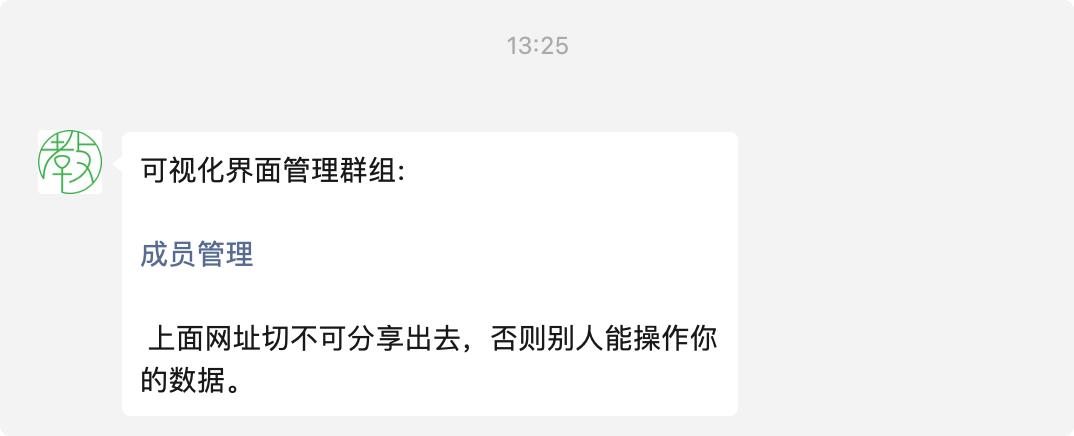 13:25
教
可视化界面管理群组:
成员管理
上面网址切不可分享出去，否则别人能操作你
的数据。